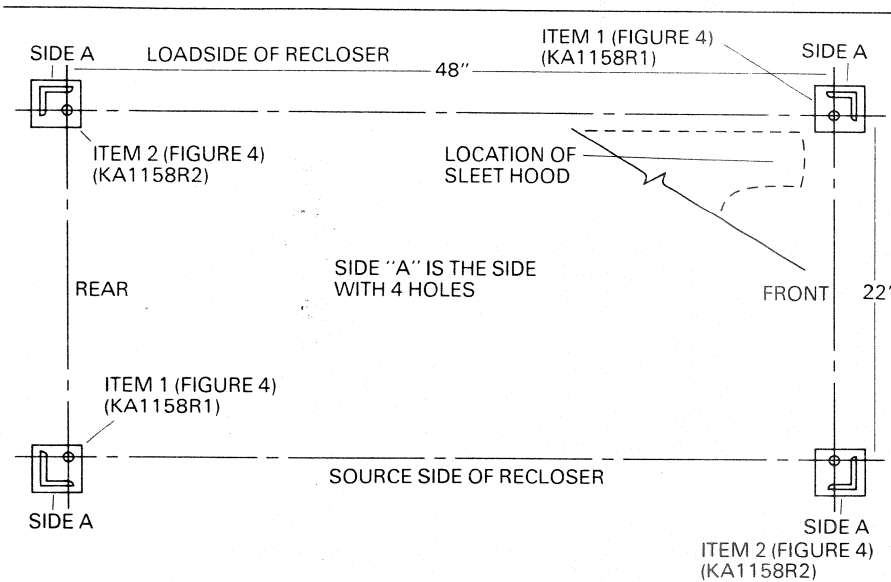 SIDE A
LOADSIDE OF RECLOSER
48"
ITEM 1 (FIGURE 4)
(KA1158R1)
SIDE A
ITEM 2 (FIGURE 4)
(KA1158R2)
LOCATION OF
SLEET HOOD
SIDE "A" IS THE SIDE
WITH 4 HOLES
REAR
FRONT
22"
ITEM 1 (FIGURE 4)
(KA1158R1)
SOURCE SIDE OF RECLOSER
SIDE A
SIDE A
ITEM 2 (FIGURE 4)
(KA1158R2)